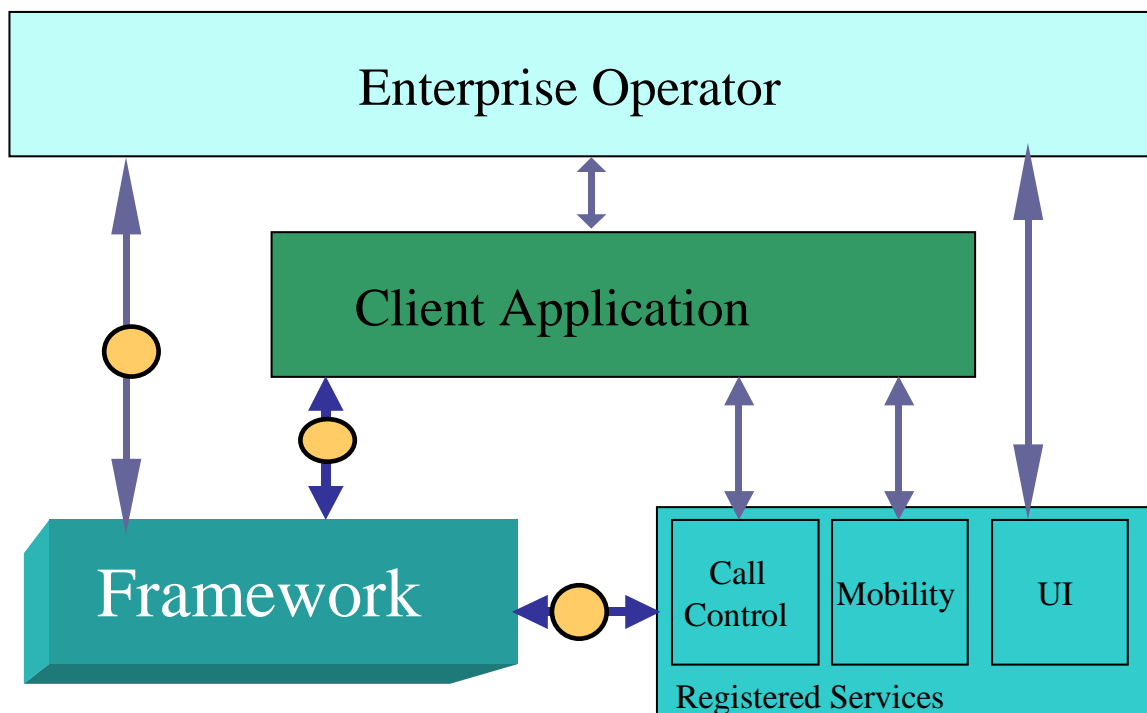 Enterprise Operator
Client Application
Framework
Call
Control
Mobility
UI
Registered Services